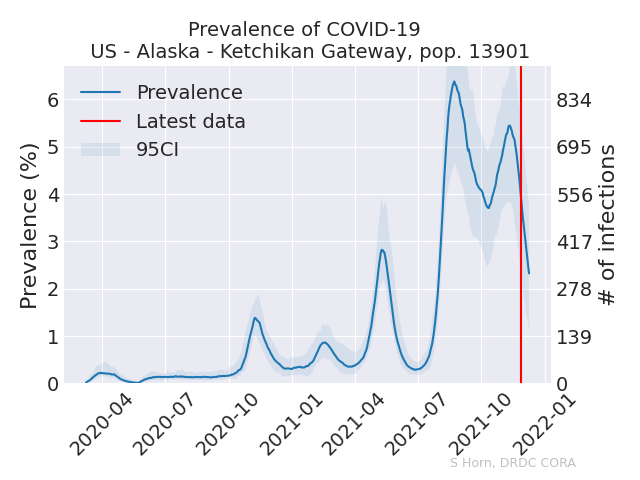 Prevalence of COVID-19
US - Alaska - Ketchikan Gateway, pop. 13901
Prevalence
Latest data
95CI
Prevalence (%)
6
5
4
3
2
1
0
# of infections
834
695
556
417
278
139
0
2020-04
2020-07
2020-10
2021-01
2021-04
2021-07
2021-10
2022-01
S Horn, DRDC CORA